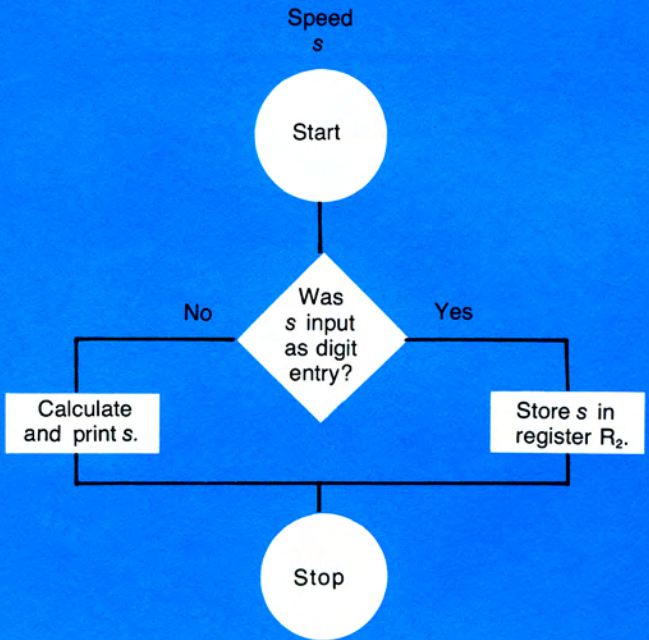 Speed
s
Start
Was
s input
as digit
entry?
No
Yes
Calculate
and print s.
Store s in
register R₂.
Stop